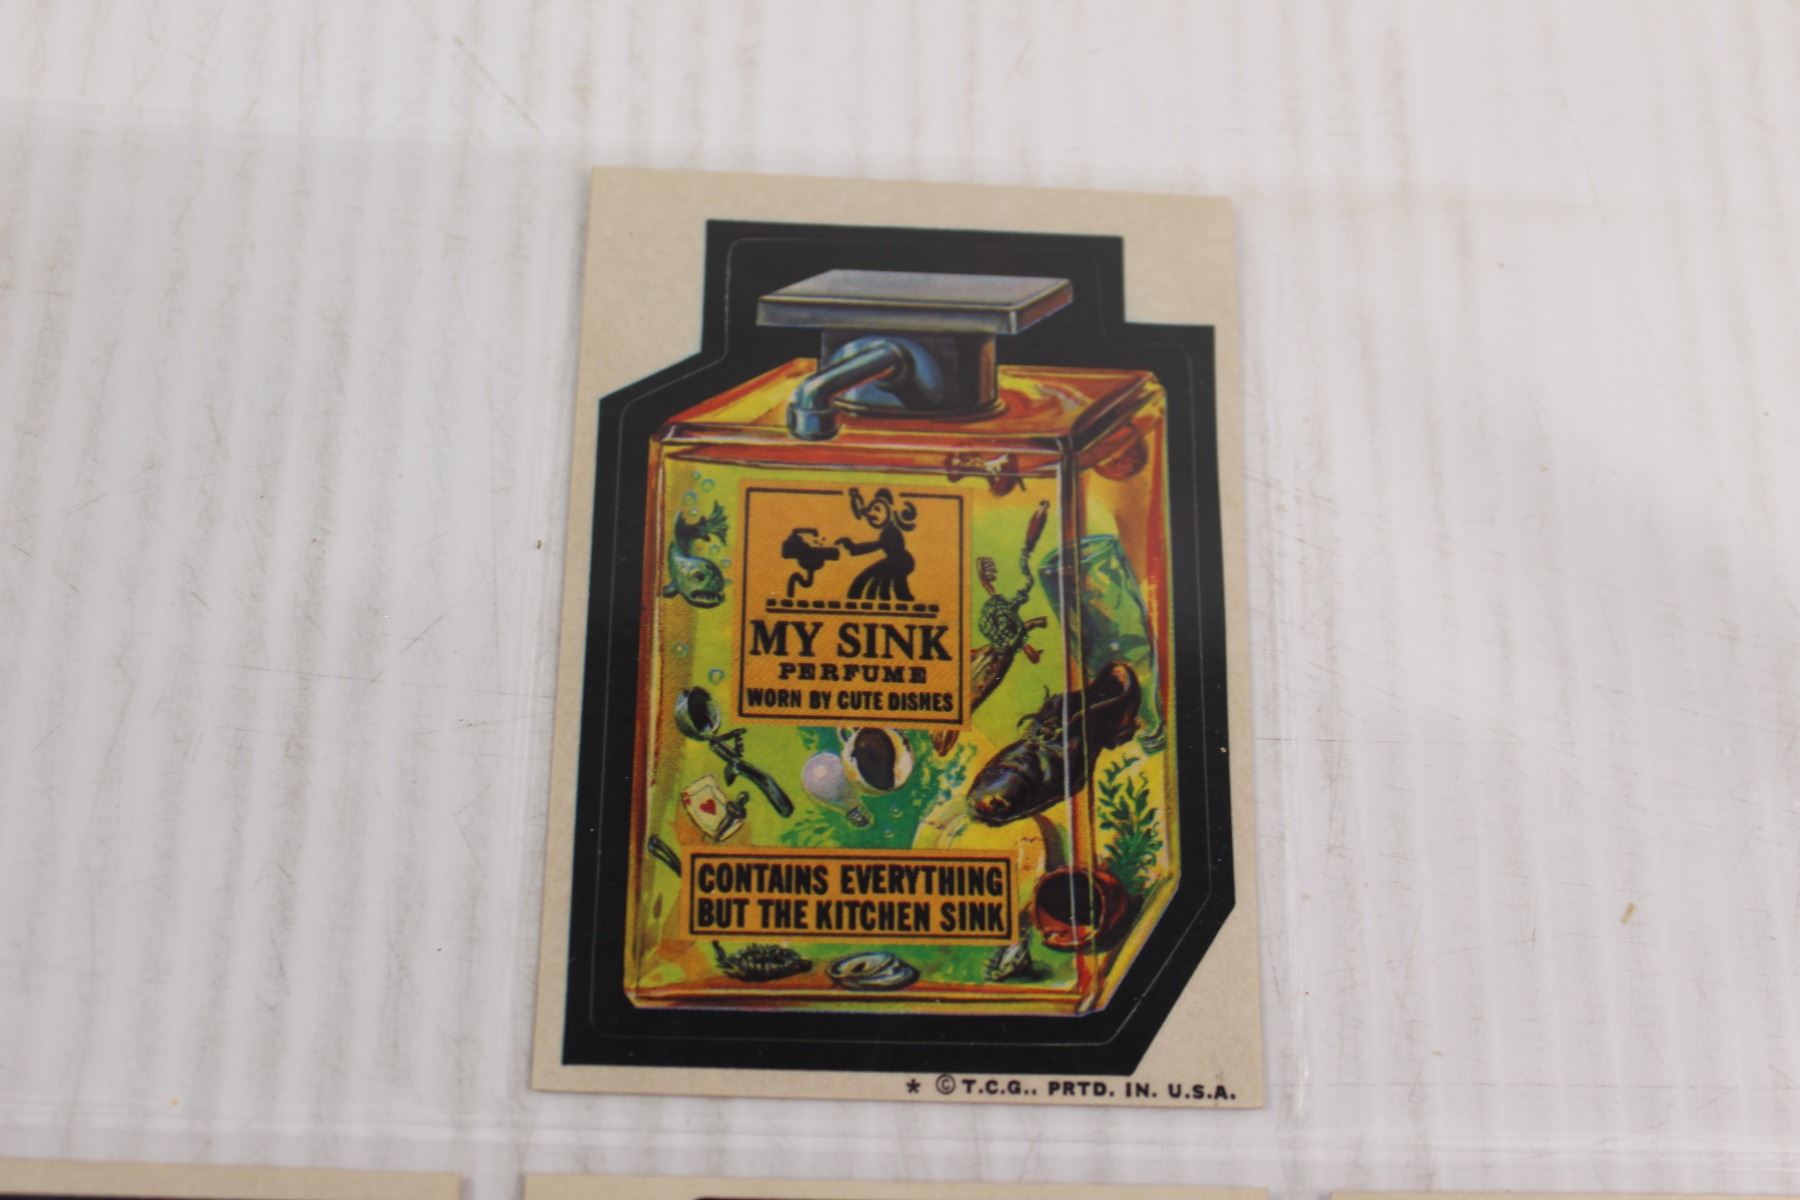 MY SINK
PERFUME
WORN BY CUTE DISHES
CONTAINS EVERYTHING
BUT THE KITCHEN SINK
* © T.C.G.. PRTD. IN. U.S.A.